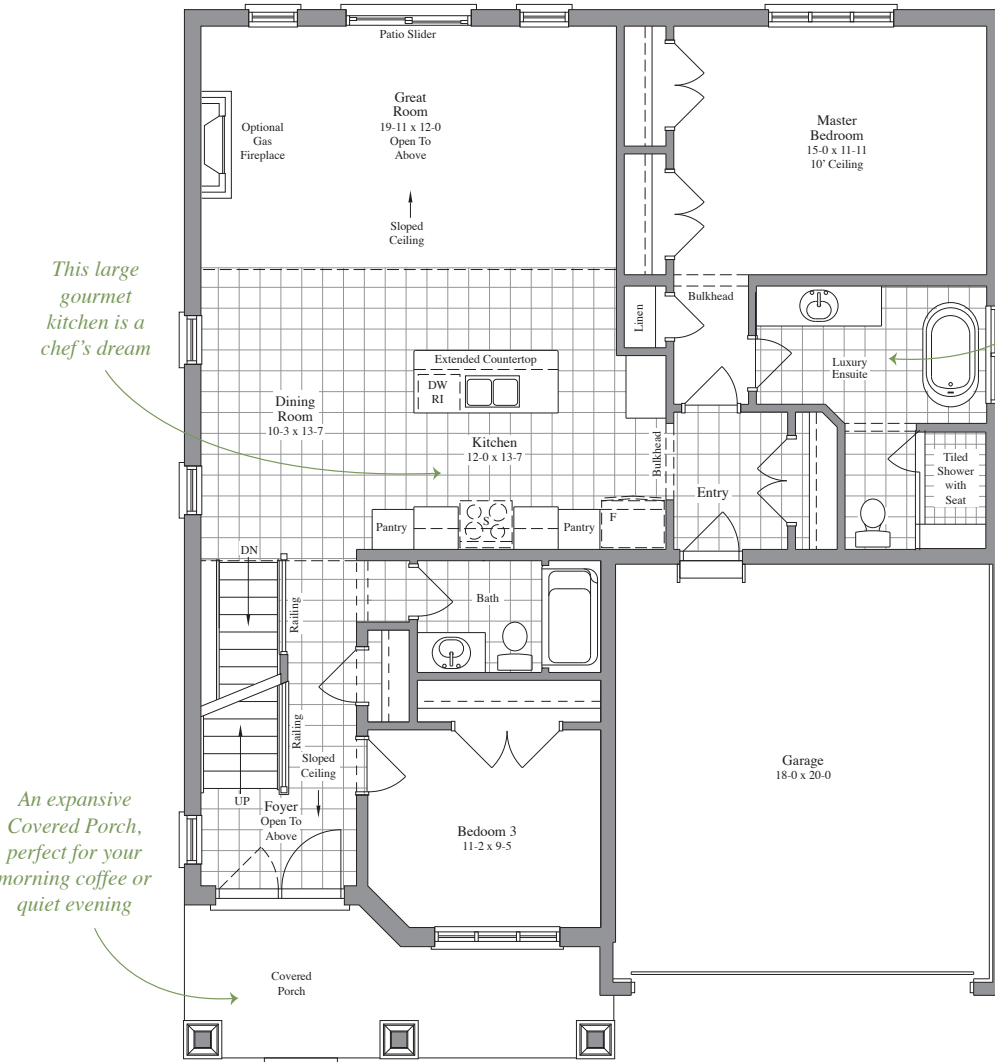 Patio Slider
Great
Room
19-11 x 12-0
Open To
Above
Optional
Gas
Fireplace
Sloped
Ceiling
Master
Bedroom
15-0 x 11-11
10' Ceiling
This large
gourmet
kitchen is a
chef's dream
Bulkhead
Linen
Extended Countertop
DW
RI
Luxury
Ensuite
Dining
Room
10-3 x 13-7
Kitchen
12-0 x 13-7
Bulkhead
Tiled
Shower
with
Seat
Entry
Pantry
S
Pantry
F
DN
Railing
Bath
Railing
Sloped
Ceiling
UP
Foyer
Open To
Above
Garage
18-0 x 20-0
Bedoom 3
11-2 x 9-5
An expansive
Covered Porch,
perfect for your
morning coffee or
quiet evening
Covered
Porch